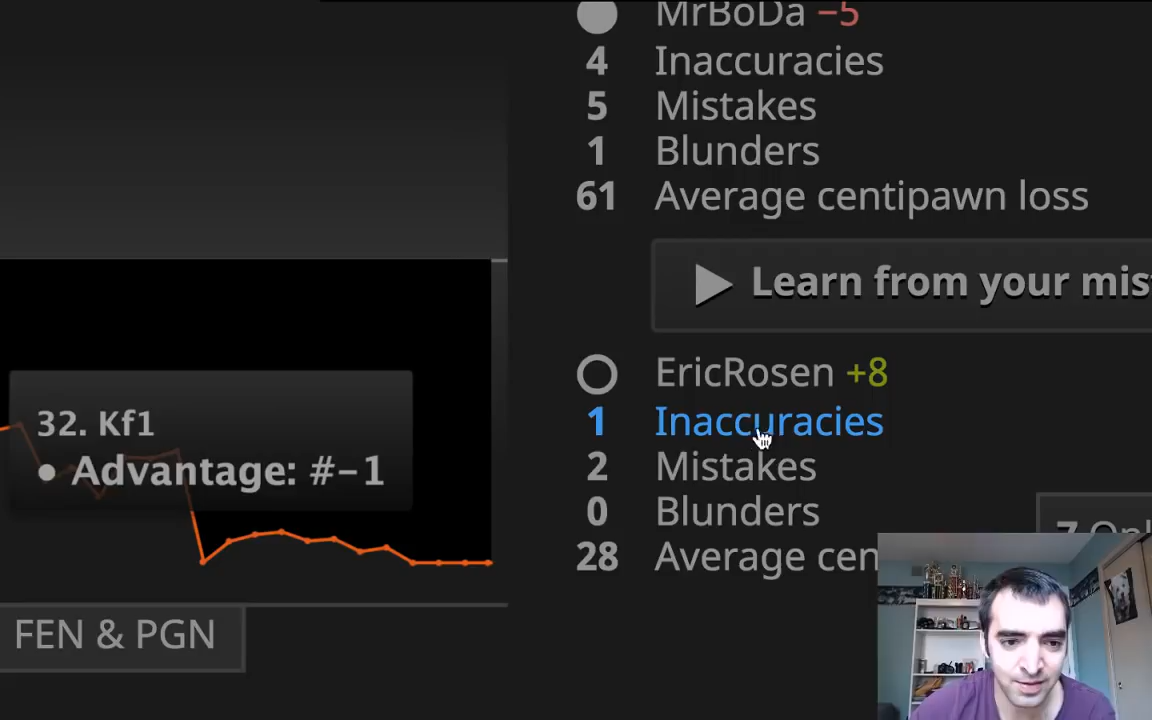 MrBoDa −5
4 Inaccuracies
5 Mistakes
1 Blunders
61 Average centipawn loss
Learn from your mis
EricRosen +8
1 Inaccuracies
2 Mistakes
0 Blunders
28 Average cen
32. Kf1
Advantage: #−1
FEN & PGN